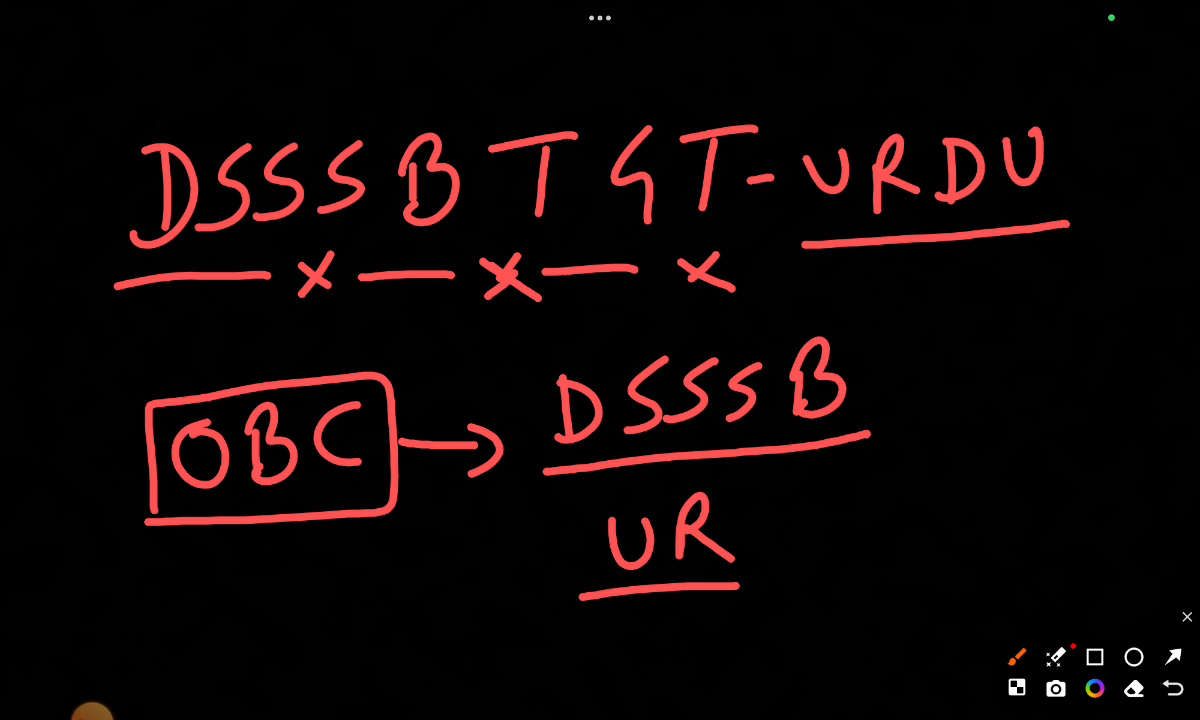 DSSSB TGT-URDU
— x — x — x
OBC → DSSSB
UR